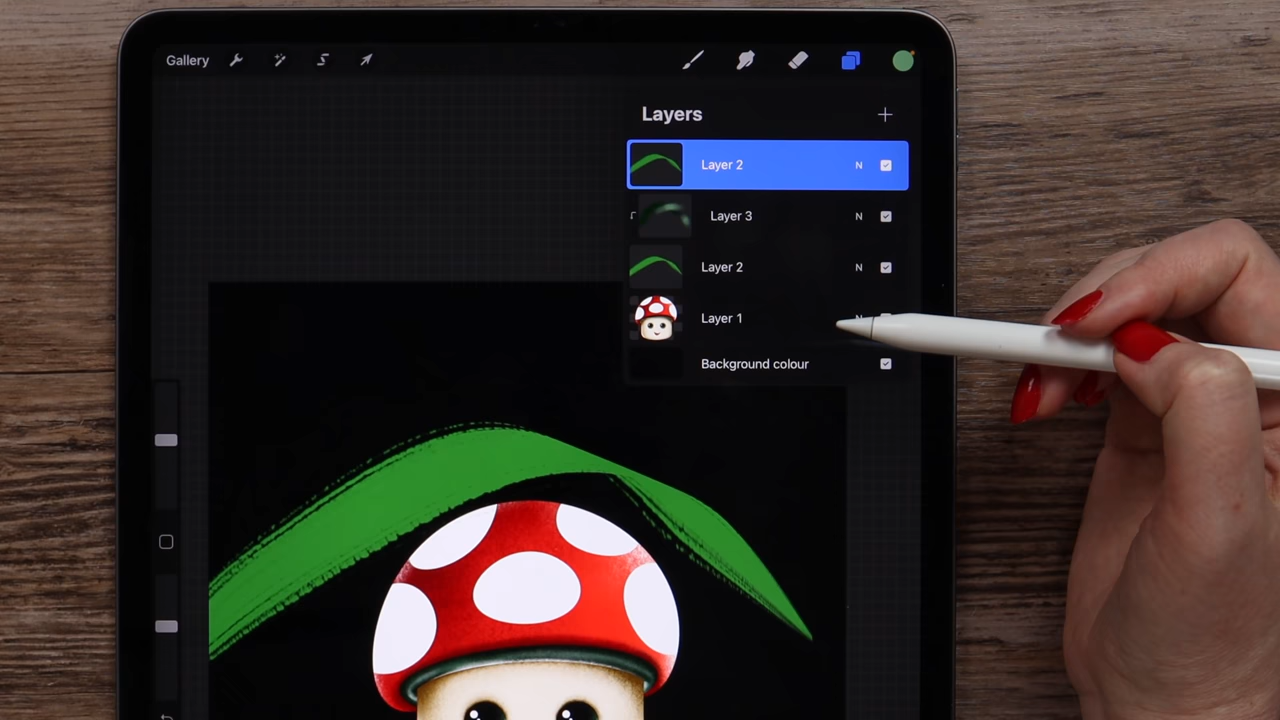 Gallery
Layers
Layer 2 N
Layer 3 N
Layer 2 N
Layer 1 N
Background colour